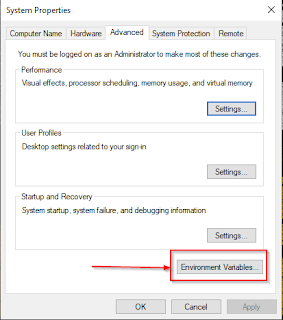 System Properties
Computer Name Hardware Advanced System Protection Remote
You must be logged on as an Administrator to make most of these changes.
Performance
Visual effects, processor scheduling, memory usage, and virtual memory
Settings...
User Profiles
Desktop settings related to your sign-in
Settings...
Startup and Recovery
System startup, system failure, and debugging information
Settings...
Environment Variables...
OK Cancel Apply